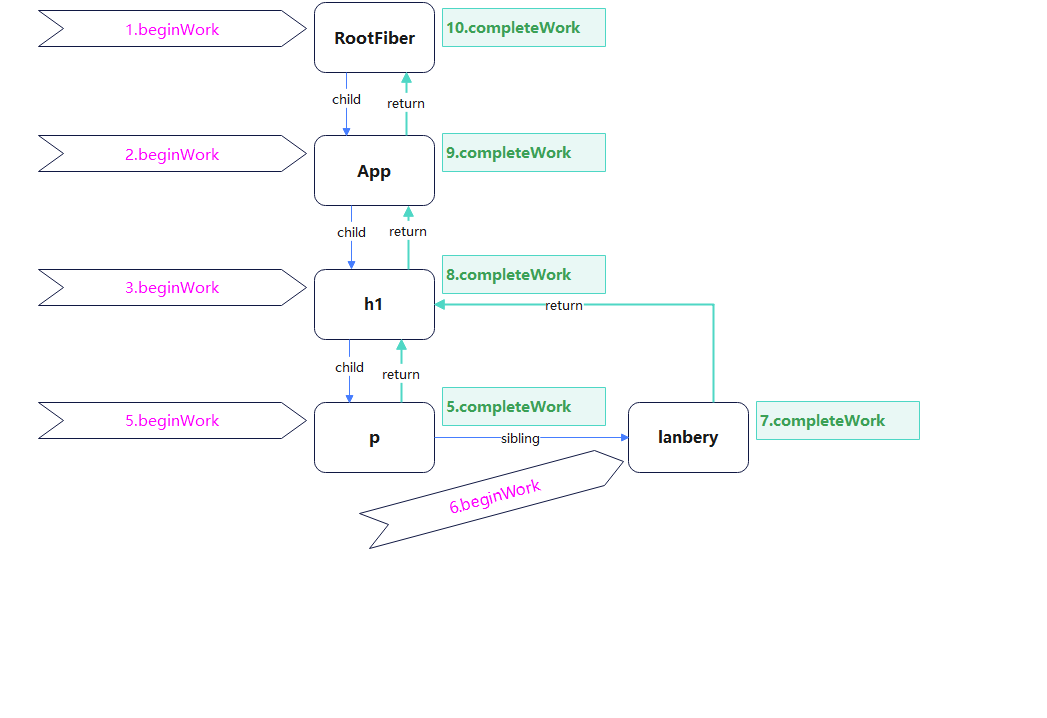 1.beginWork
RootFiber
10.completeWork
child
return
2.beginWork
App
9.completeWork
child
return
3.beginWork
h1
8.completeWork
return
child
return
5.beginWork
p
5.completeWork
sibling
lanbery
7.completeWork
6.beginWork